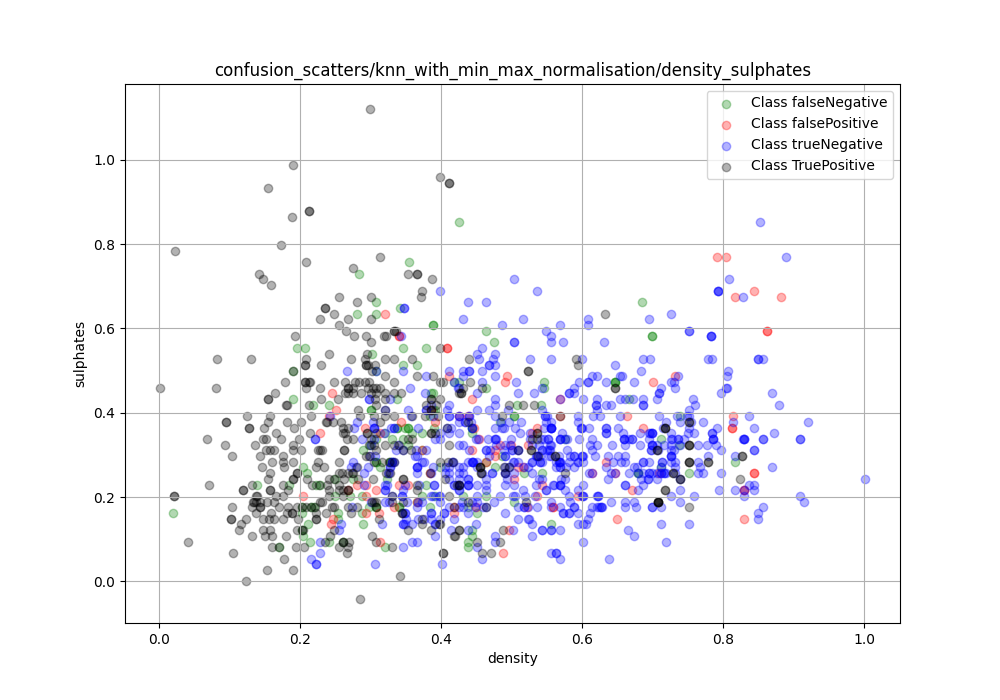 confusion_scatters/knn_with_min_max_normalisation/density_sulphates
Class falseNegative
Class falsePositive
Class trueNegative
Class TruePositive
1.0
0.8
0.6
0.4
0.2
0.0
sulphates
0.0 0.2 0.4 0.6 0.8 1.0
density